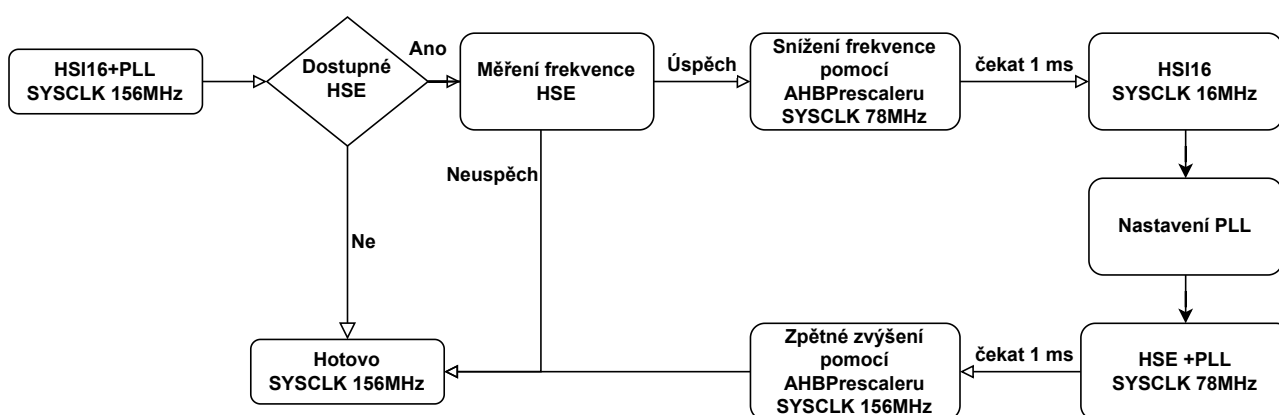 HSI16+PLL
SYSCLK 156MHz
Dostupné
HSE
Ano
Měření frekvence
HSE
Úspěch
Snížení frekvence
pomocí
AHBPrescaleru
SYSCLK 78MHz
čekat 1 ms
HSI16
SYSCLK 16MHz
Neuspěch
Nastavení PLL
Ne
Hotovo
SYSCLK 156MHz
Zpětné zvýšení
pomocí
AHBPrescaleru
SYSCLK 156MHz
čekat 1 ms
HSE +PLL
SYSCLK 78MHz